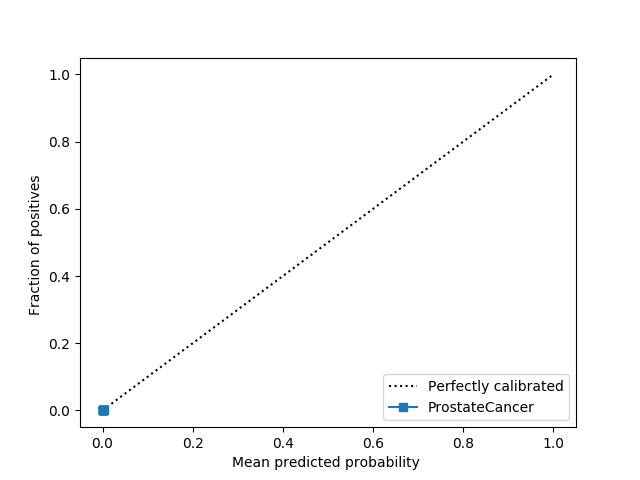 1.0
0.8
0.6
0.4
0.2
0.0
Fraction of positives
0.0 0.2 0.4 0.6 0.8 1.0
Mean predicted probability
Perfectly calibrated
ProstateCancer